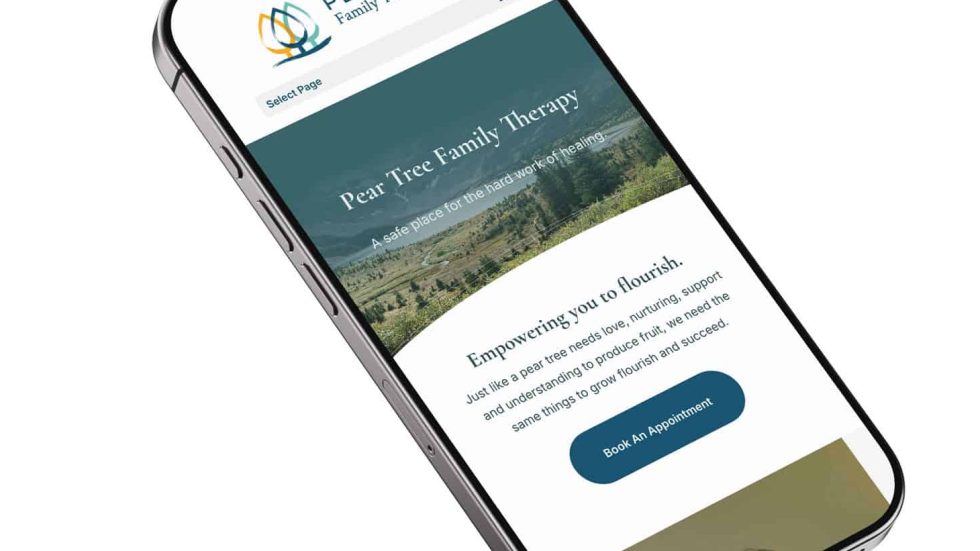 Family
Select Page
Pear Tree Family Therapy
A safe place for the hard work of healing.
Empowering you to flourish.
Just like a pear tree needs love, nurturing, support
and understanding to produce fruit, we need the
same things to grow flourish and succeed.
Book An Appointment